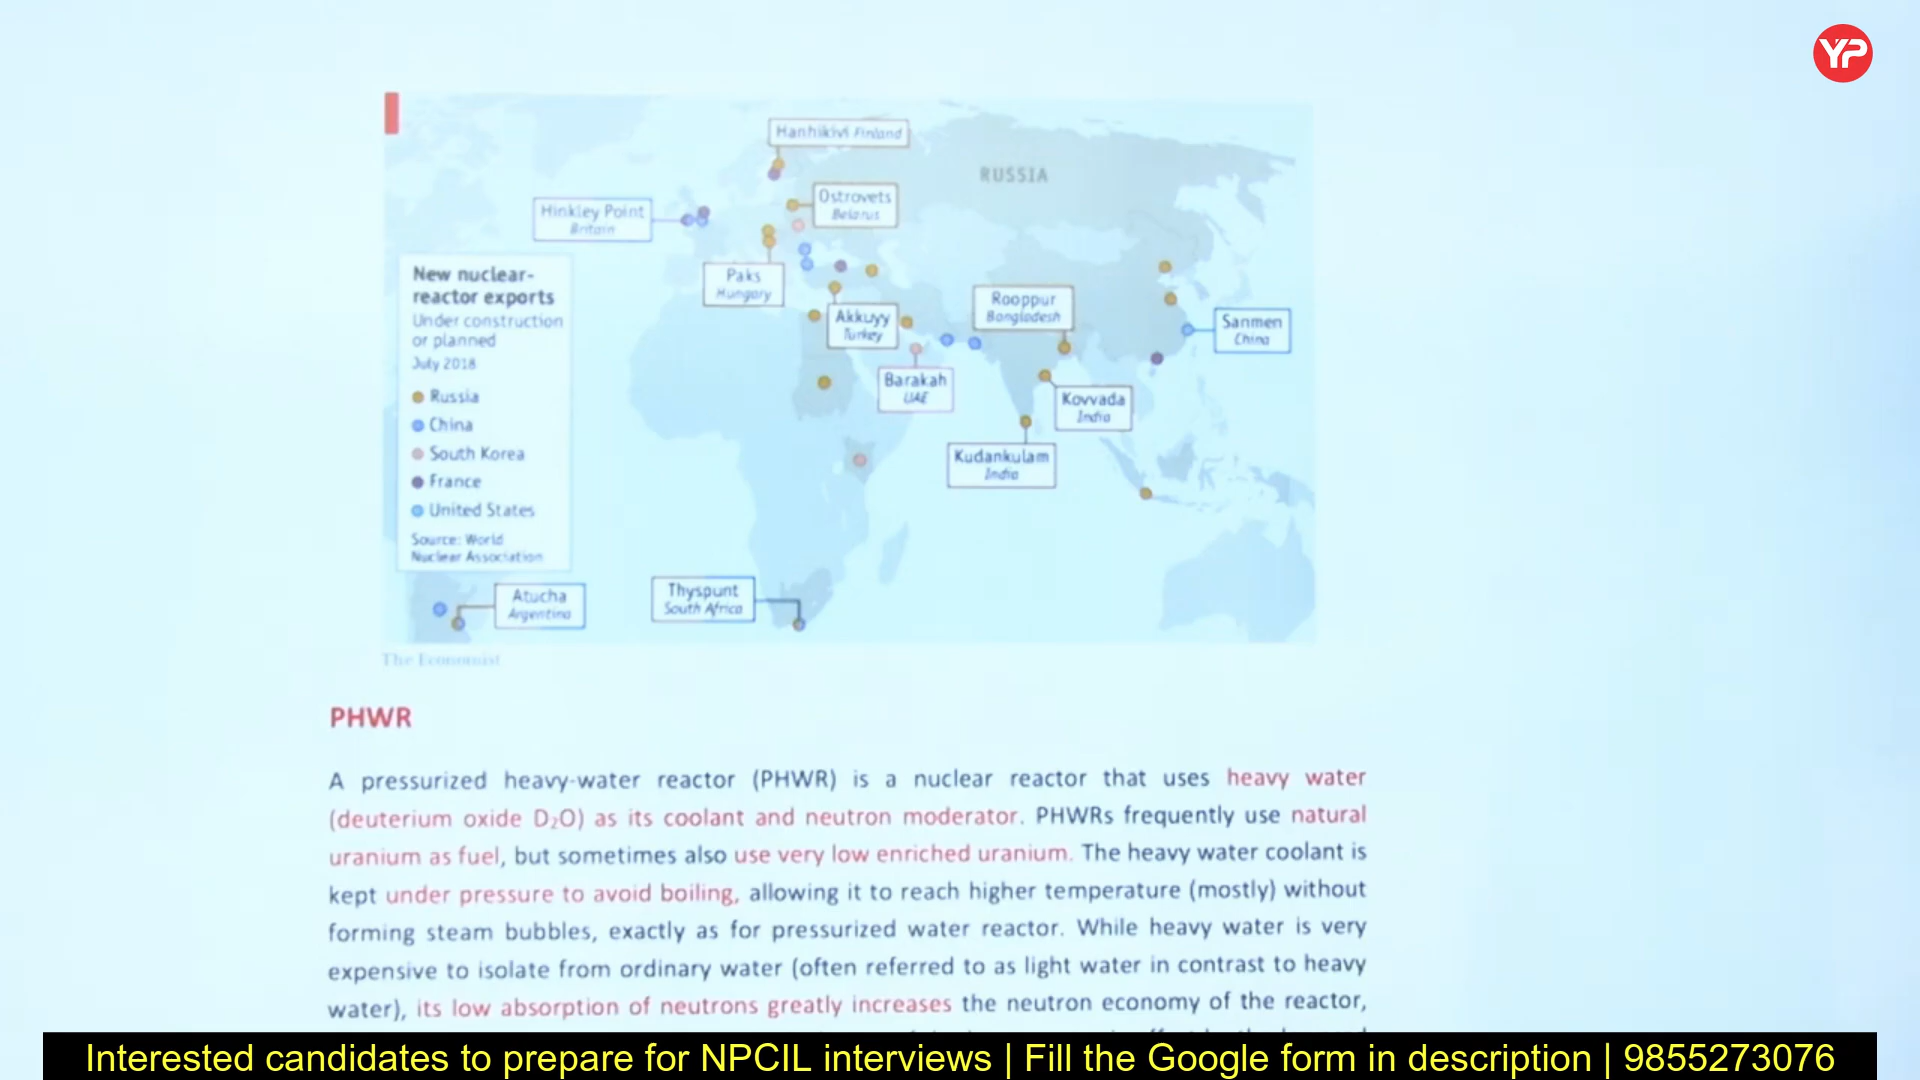 YP
Hanhikivi Finland
RUSSIA
Ostrovets
Belarus
Hinkley Point
Britain
Paks
Hungary
New nuclear-
reactor exports
Under construction
or planned
July 2018
Russia
China
South Korea
France
United States
Source: World
Nuclear Association
Akkuyy
Turkey
Rooppur
Bangladesh
Sanmen
China
Barakah
UAE
Kovvada
India
Kudankulam
India
Atucha
Argentina
Thyspunt
South Africa
The Economist
PHWR
A pressurized heavy-water reactor (PHWR) is a nuclear reactor that uses heavy water
(deuterium oxide D₂O) as its coolant and neutron moderator. PHWRs frequently use natural
uranium as fuel, but sometimes also use very low enriched uranium. The heavy water coolant is
kept under pressure to avoid boiling, allowing it to reach higher temperature (mostly) without
forming steam bubbles, exactly as for pressurized water reactor. While heavy water is very
expensive to isolate from ordinary water (often referred to as light water in contrast to heavy
water), its low absorption of neutrons greatly increases the neutron economy of the reactor,
Interested candidates to prepare for NPCIL interviews | Fill the Google form in description | 9855273076